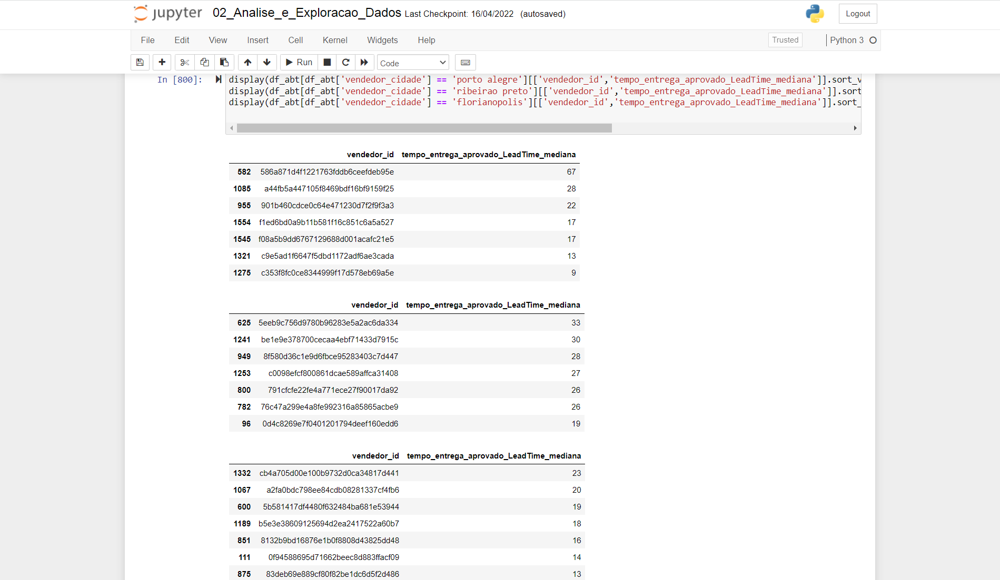 jupyter 02_Analise_e_Exploracao_Dados Last Checkpoint: 16/04/2022 (autosaved) Logout
File Edit View Insert Cell Kernel Widgets Help Trusted Python 3
Run Code
In [800]: display(df_abt[df_abt['vendedor_cidade'] == 'porto alegre'][['vendedor_id','tempo_entrega_aprovado_LeadTime_mediana']].sort_v
display(df_abt[df_abt['vendedor_cidade'] == 'ribeirao preto'][['vendedor_id','tempo_entrega_aprovado_LeadTime_mediana']].sort
display(df_abt[df_abt['vendedor_cidade'] == 'florianopolis'][['vendedor_id','tempo_entrega_aprovado_LeadTime_mediana']].sort_
vendedor_id tempo_entrega_aprovado_LeadTime_mediana
582 586a871d4f1221763fddb6ceefdeb95e 67
1085 a44fb5a447105f8469bdf16bf9159f25 28
955 901b460cdce0c64e471230d7f2f9f3a3 22
1554 f1ed6bd0a9b11b581f16c851c6a5a527 17
1545 f08a5b9dd6767129688d001acafc21e5 17
1321 c9e5ad1f6647f5dbd1172adf6ae3cada 13
1275 c353f8fc0ce8344999f17d578eb69a5e 9
vendedor_id tempo_entrega_aprovado_LeadTime_mediana
625 5eeb9c756d9780b96283e5a2ac6da334 33
1241 be1e9e378700cecaa4ebf71433d7915c 30
949 8f580d36c1e9d6fbce95283403c7d447 28
1253 c0098efcf800861dcae589affca31408 27
800 791cfcfe22fe4a771ece27f90017da92 26
782 76c47a299e4a8fe992316a85865acbe9 26
96 0d4c8269e7f0401201794deef160edd6 19
vendedor_id tempo_entrega_aprovado_LeadTime_mediana
1332 cb4a705d00e100b9732d0ca34817d441 23
1067 a2fa0bdc798ee84cdb08281337cf4fb6 20
600 5b581417df4480f632484ba681e53944 19
1189 b5e3e38609125694d2ea2417522a60b7 18
851 8132b9bd16876e1b0f8808d43825dd48 16
111 0f94588695d71662beec8d883ffacf09 14
875 83deb69e889cf80f82be1dc6d5f2d486 13